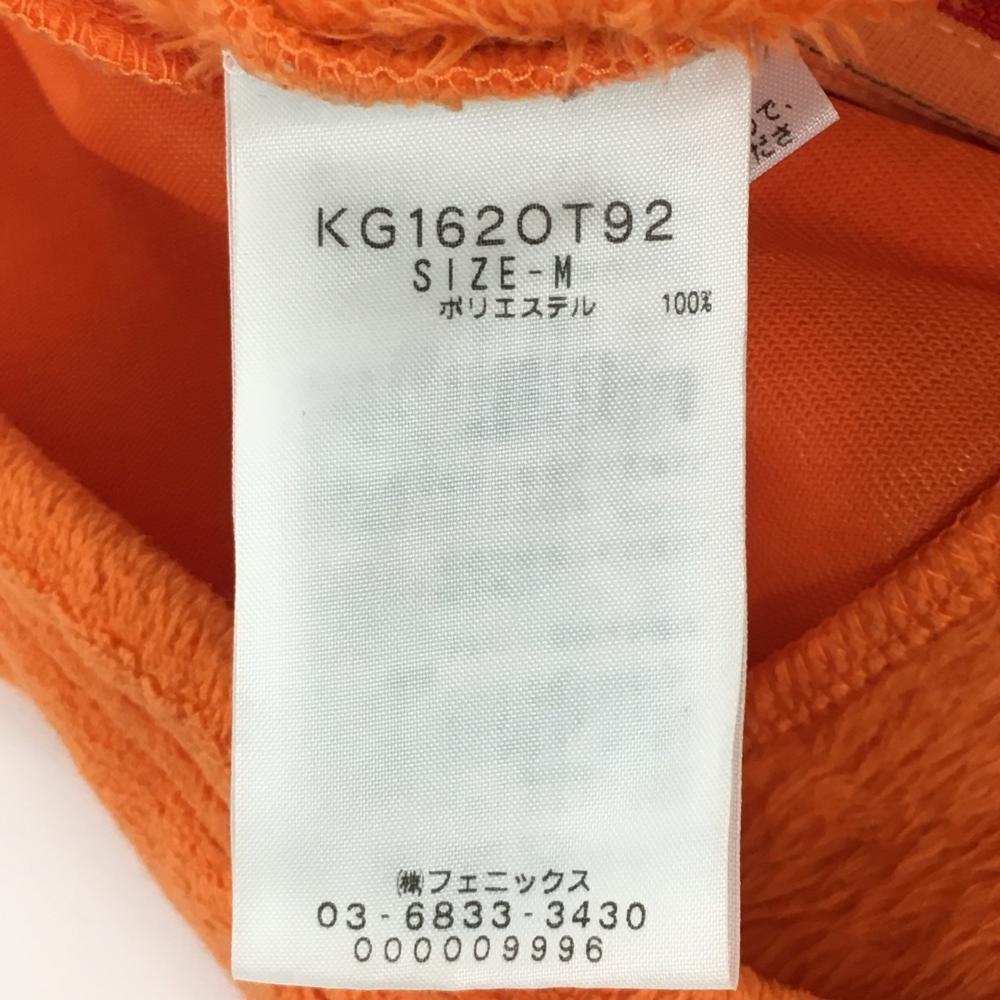 KG162OT92
SIZE-M
ポリエステル 100%
㈱フェニックス
03-6833-3430
000009996